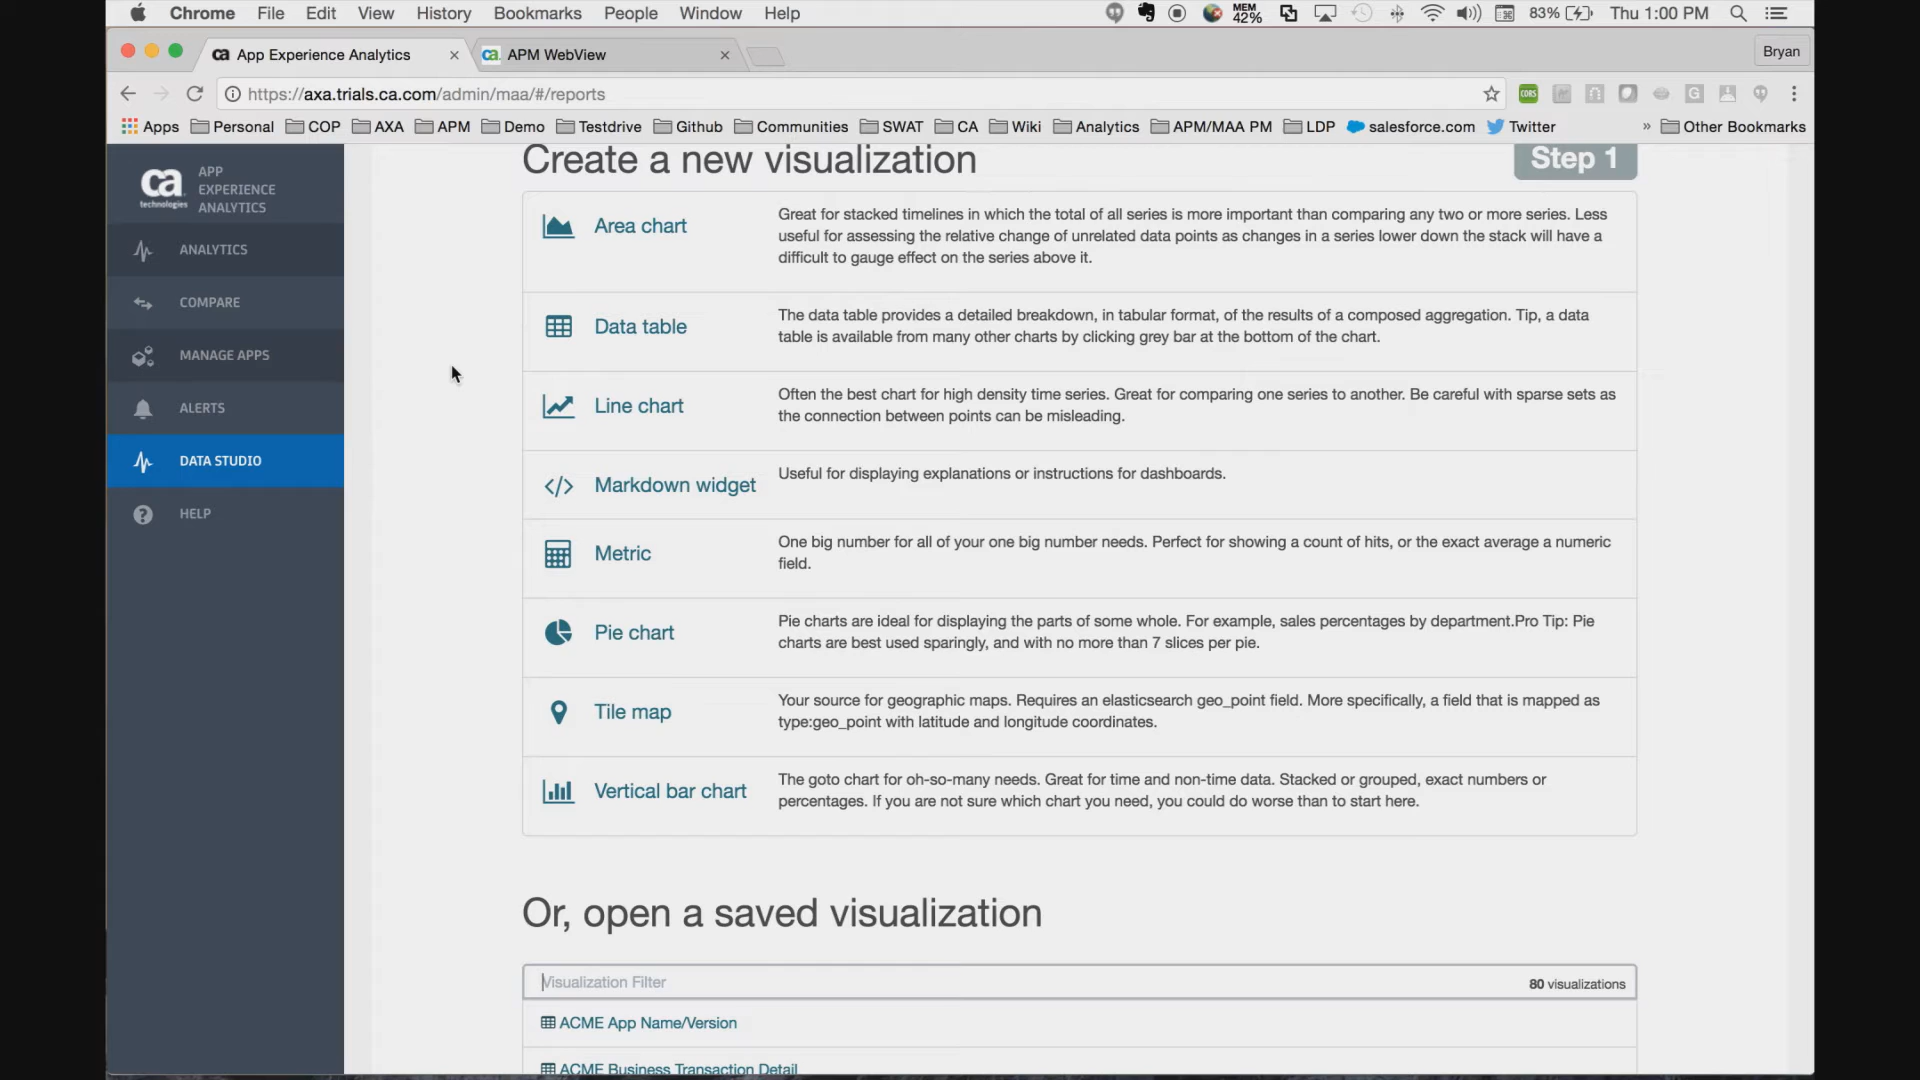 Chrome File Edit View History Bookmarks People Window Help MEM 42% 83% Thu 1:00 PM
App Experience Analytics APM WebView Bryan
https://axa.trials.ca.com/admin/maa/#/reports CORS G
Apps Personal COP AXA APM Demo Testdrive Github Communities SWAT CA Wiki Analytics APM/MAA PM LDP salesforce.com Twitter » Other Bookmarks
ca technologies
APP
EXPERIENCE
ANALYTICS
ANALYTICS
COMPARE
MANAGE APPS
ALERTS
DATA STUDIO
HELP
Create a new visualization Step 1
Area chart
Great for stacked timelines in which the total of all series is more important than comparing any two or more series. Less
useful for assessing the relative change of unrelated data points as changes in a series lower down the stack will have a
difficult to gauge effect on the series above it.
Data table
The data table provides a detailed breakdown, in tabular format, of the results of a composed aggregation. Tip, a data
table is available from many other charts by clicking grey bar at the bottom of the chart.
Line chart
Often the best chart for high density time series. Great for comparing one series to another. Be careful with sparse sets as
the connection between points can be misleading.
Markdown widget
Useful for displaying explanations or instructions for dashboards.
Metric
One big number for all of your one big number needs. Perfect for showing a count of hits, or the exact average a numeric
field.
Pie chart
Pie charts are ideal for displaying the parts of some whole. For example, sales percentages by department.Pro Tip: Pie
charts are best used sparingly, and with no more than 7 slices per pie.
Tile map
Your source for geographic maps. Requires an elasticsearch geo_point field. More specifically, a field that is mapped as
type:geo_point with latitude and longitude coordinates.
Vertical bar chart
The goto chart for oh-so-many needs. Great for time and non-time data. Stacked or grouped, exact numbers or
percentages. If you are not sure which chart you need, you could do worse than to start here.
Or, open a saved visualization
Visualization Filter 80 visualizations
ACME App Name/Version
ACME Business Transaction Detail